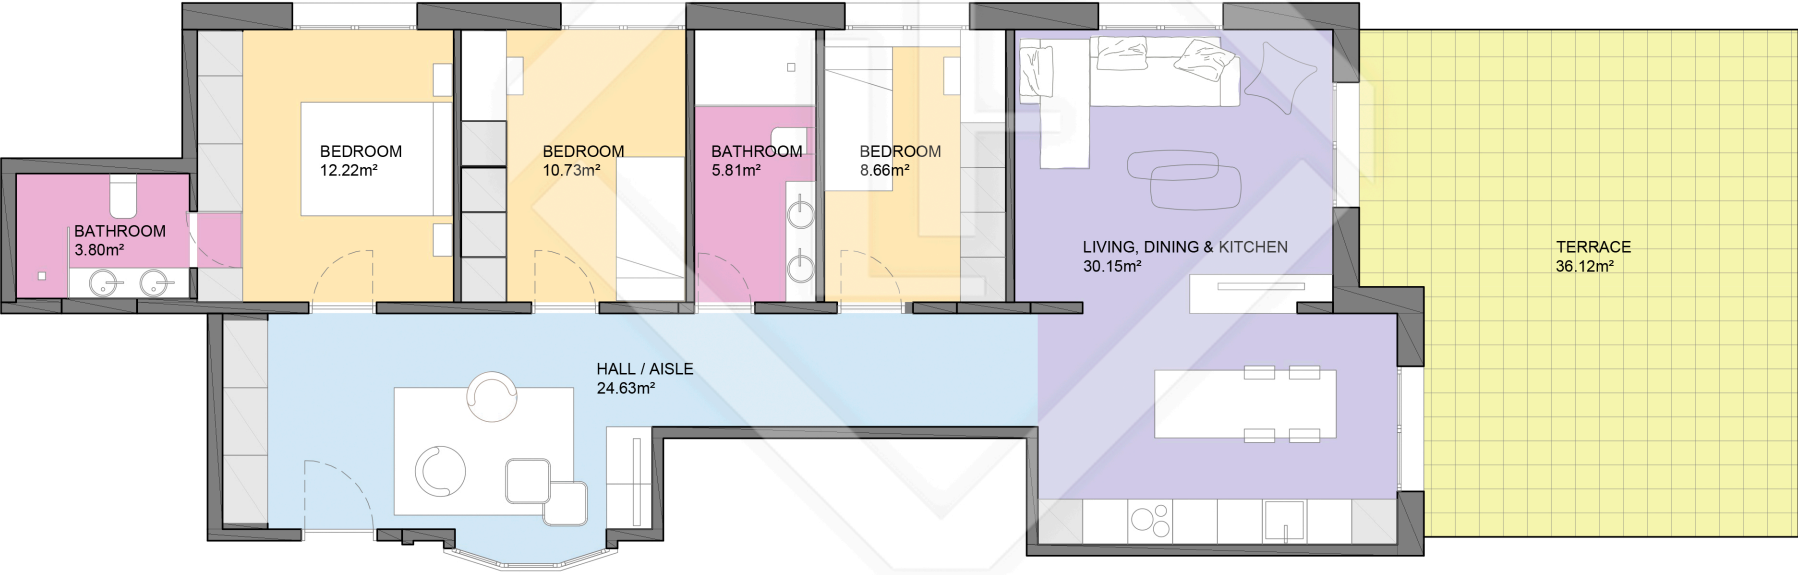 BEDROOM
12.22m²
BEDROOM
10.73m²
BATHROOM
5.81m²
BEDROOM
8.66m²
BATHROOM
3.80m²
LIVING, DINING & KITCHEN
30.15m²
TERRACE
36.12m²
HALL / AISLE
24.63m²